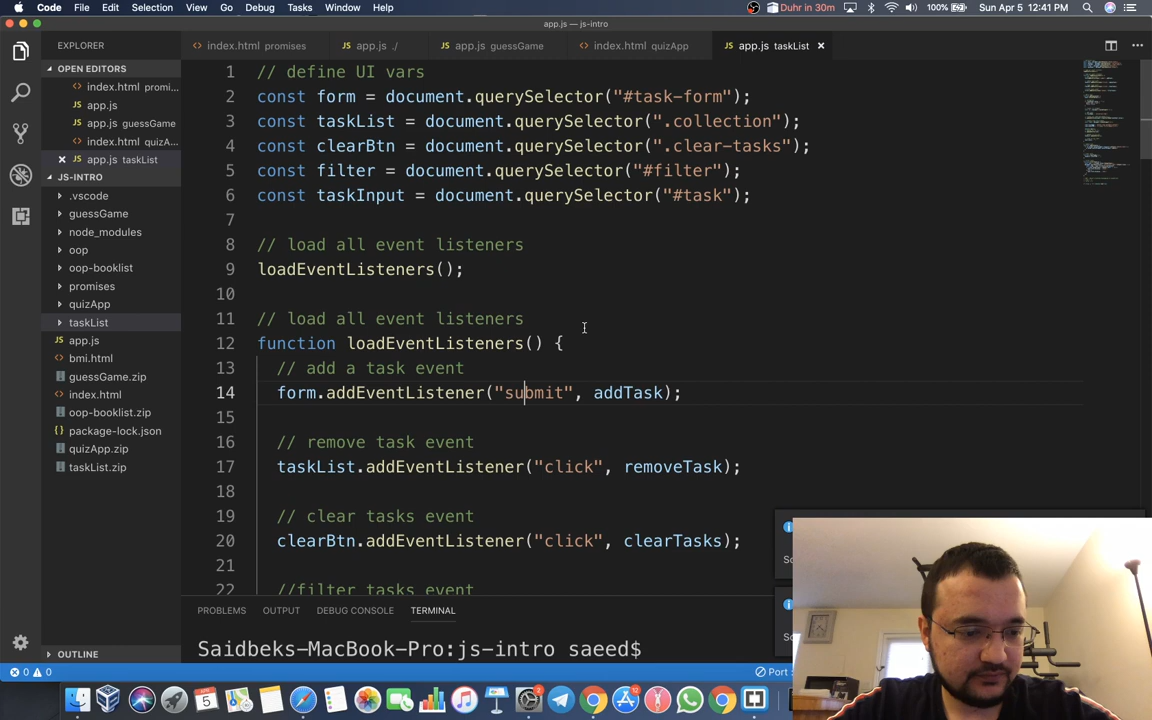 Code File Edit Selection View Go Debug Tasks Window Help Duhr in 30m 100% Sun Apr 5 12:41 PM
app.js — js-intro
EXPLORER
index.html promises
app.js ./
app.js guessGame
index.html quizApp
app.js taskList
OPEN EDITORS
index.html promi...
app.js
app.js guessGame
index.html quizA...
app.js taskList
JS-INTRO
.vscode
guessGame
node_modules
oop
oop-booklist
promises
quizApp
taskList
app.js
bmi.html
guessGame.zip
index.html
oop-booklist.zip
package-lock.json
quizApp.zip
taskList.zip
OUTLINE
1 // define UI vars
2 const form = document.querySelector("#task-form");
3 const taskList = document.querySelector(".collection");
4 const clearBtn = document.querySelector(".clear-tasks");
5 const filter = document.querySelector("#filter");
6 const taskInput = document.querySelector("#task");
7
8 // load all event listeners
9 loadEventListeners();
10
11 // load all event listeners
12 function loadEventListeners() {
13 // add a task event
14 form.addEventListener("submit", addTask);
15
16 // remove task event
17 taskList.addEventListener("click", removeTask);
18
19 // clear tasks event
20 clearBtn.addEventListener("click", clearTasks);
21
22 //filter tasks event
PROBLEMS OUTPUT DEBUG CONSOLE TERMINAL
Saidbeks-MacBook-Pro:js-intro saeed$
0 0
Port :